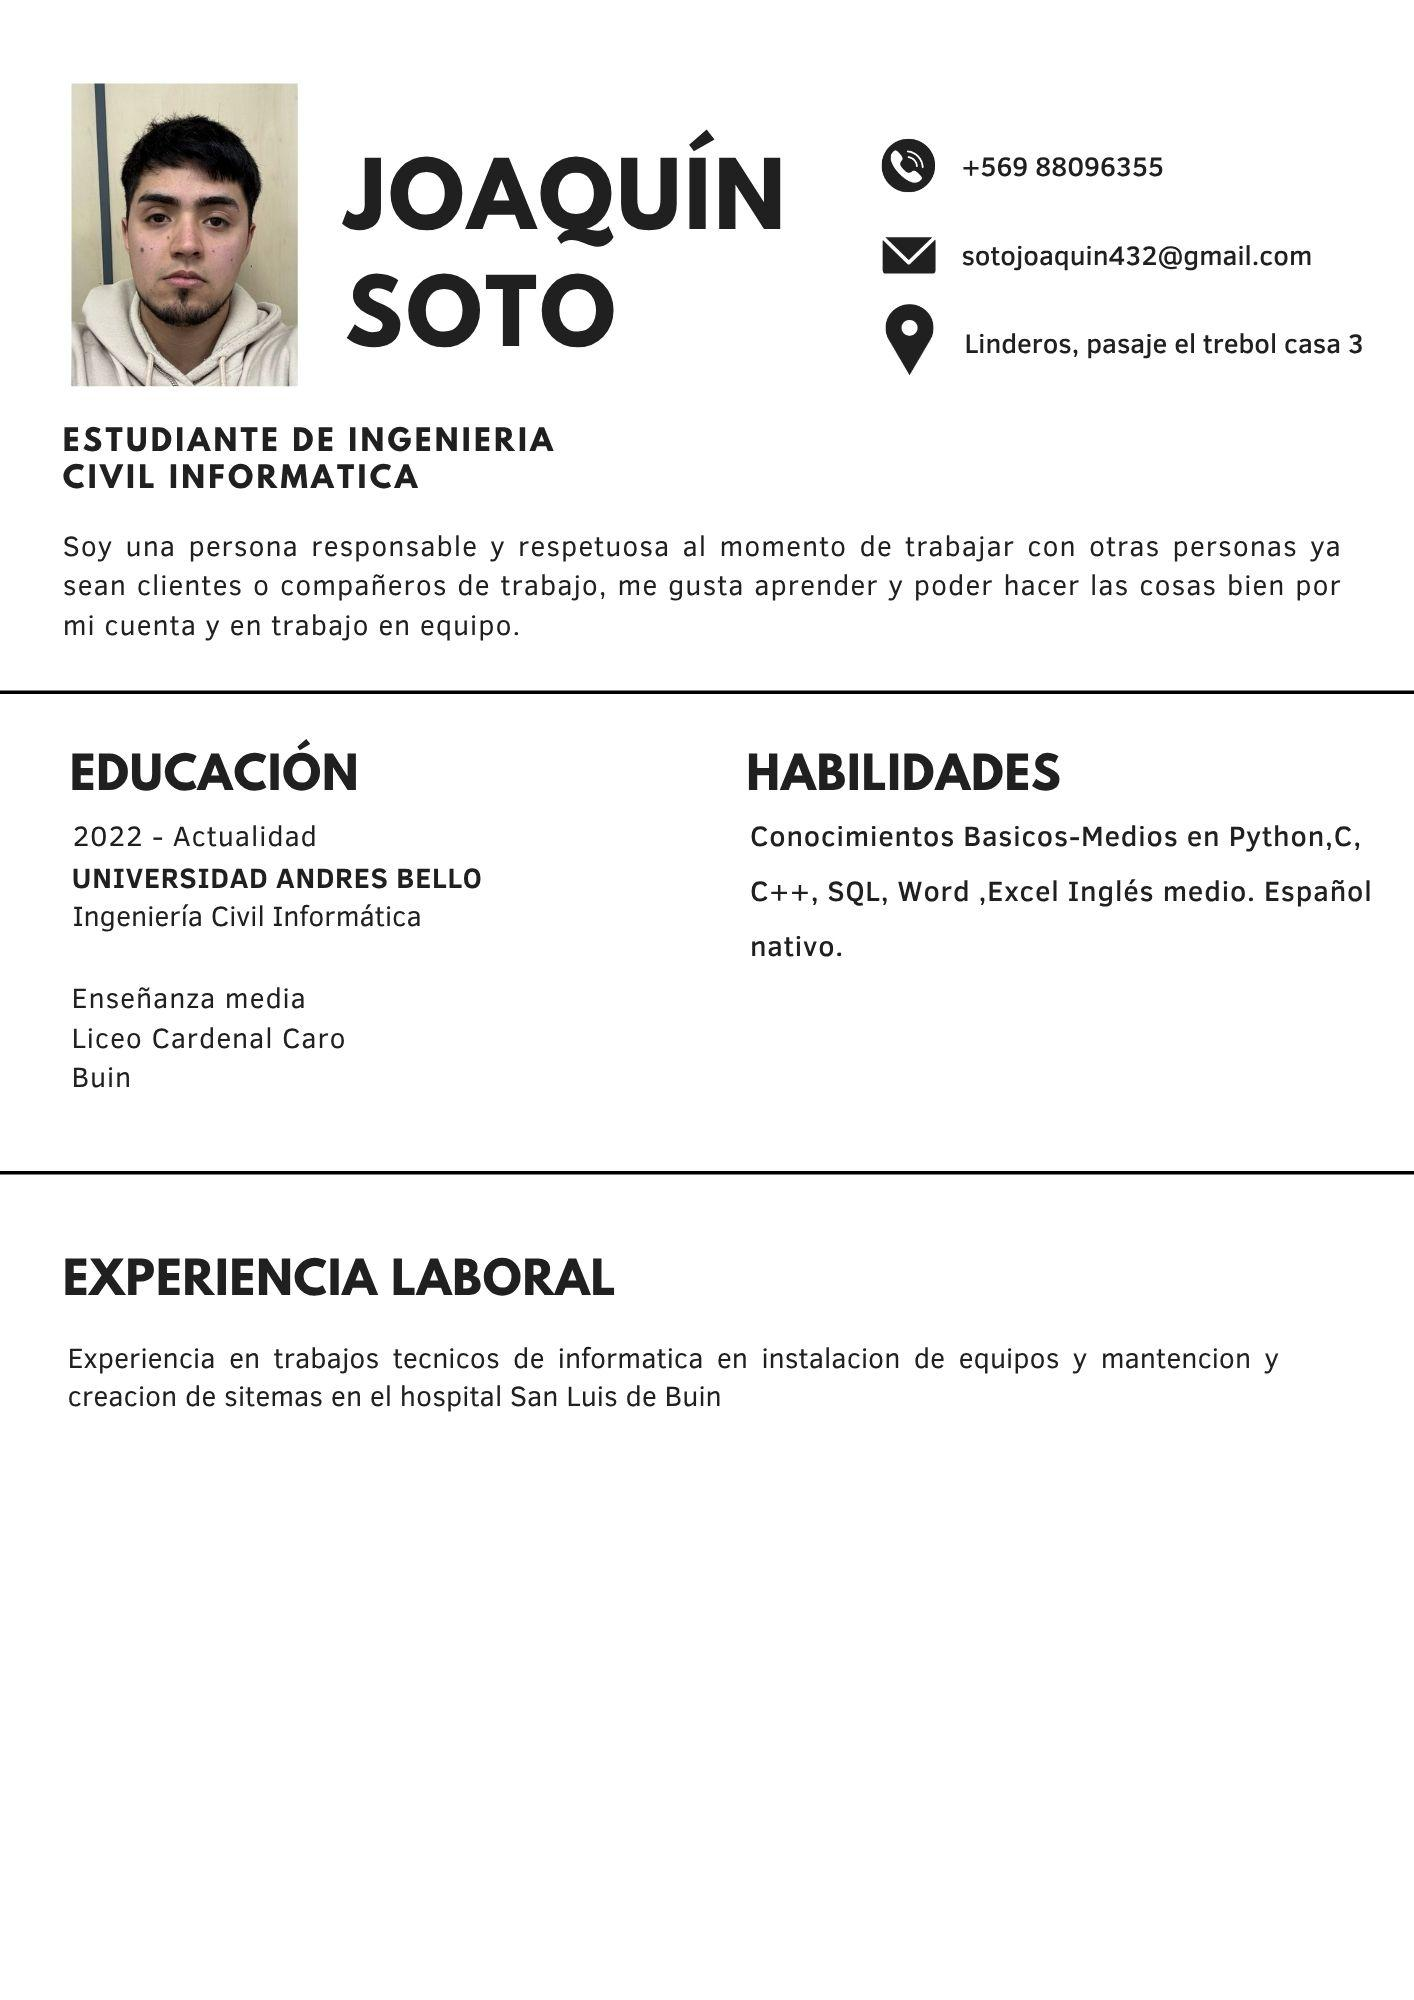 JOAQUÍN
SOTO
+569 88096355
sotojoaquin432@gmail.com
Linderos, pasaje el trebol casa 3
ESTUDIANTE DE INGENIERIA
CIVIL INFORMATICA
Soy una persona responsable y respetuosa al momento de trabajar con otras personas ya
sean clientes o compañeros de trabajo, me gusta aprender y poder hacer las cosas bien por
mi cuenta y en trabajo en equipo.
EDUCACIÓN
2022 - Actualidad
UNIVERSIDAD ANDRES BELLO
Ingeniería Civil Informática
Enseñanza media
Liceo Cardenal Caro
Buin
HABILIDADES
Conocimientos Basicos-Medios en Python,C,
C++, SQL, Word ,Excel Inglés medio. Español
nativo.
EXPERIENCIA LABORAL
Experiencia en trabajos tecnicos de informatica en instalacion de equipos y mantencion y
creacion de sitemas en el hospital San Luis de Buin